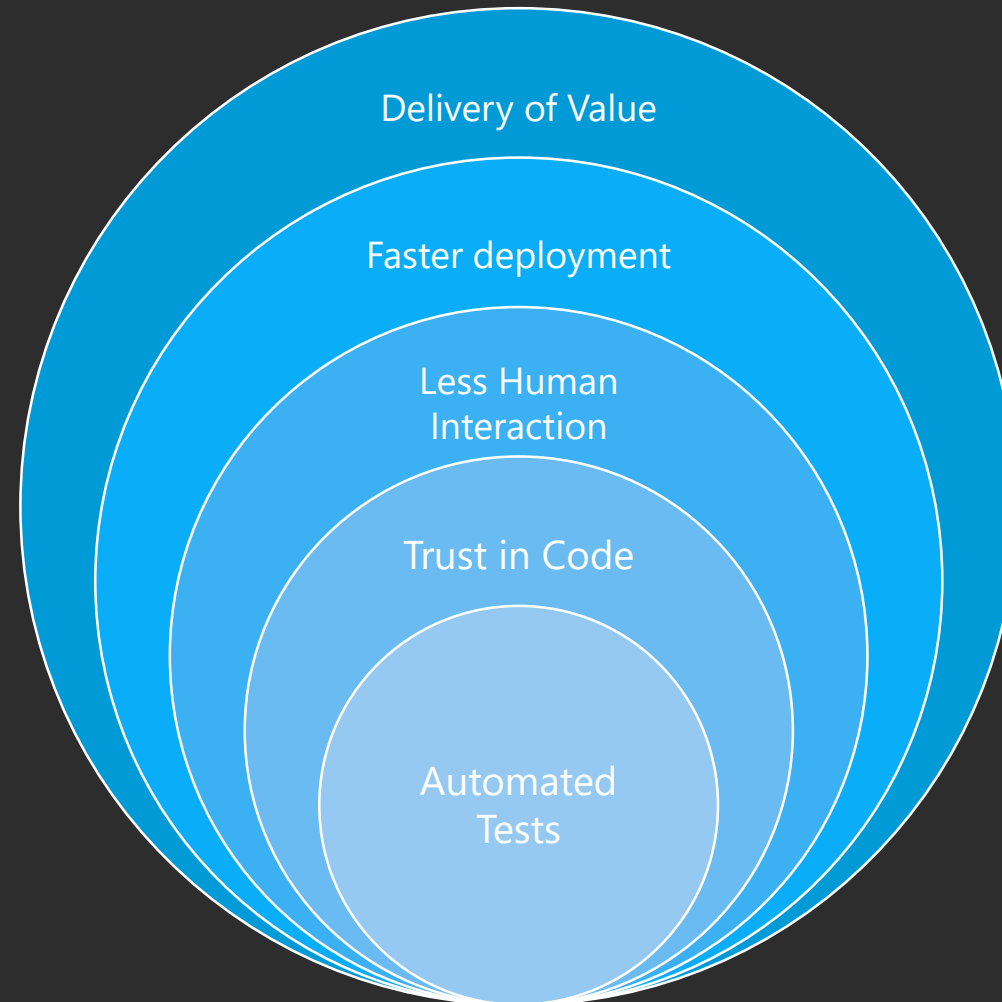 Delivery of Value
Faster deployment
Less Human
Interaction
Trust in Code
Automated
Tests